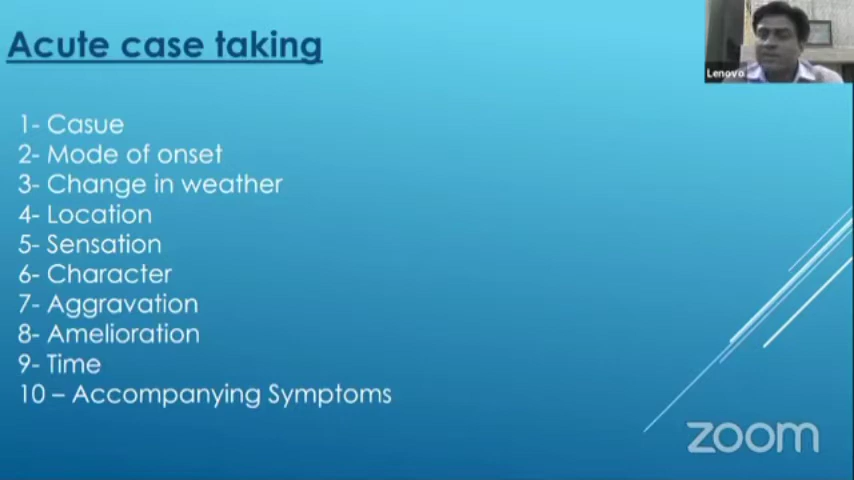 Acute case taking
Lenovo
1- Casue
2- Mode of onset
3- Change in weather
4- Location
5- Sensation
6- Character
7- Aggravation
8- Amelioration
9- Time
10 – Accompanying Symptoms
zoom